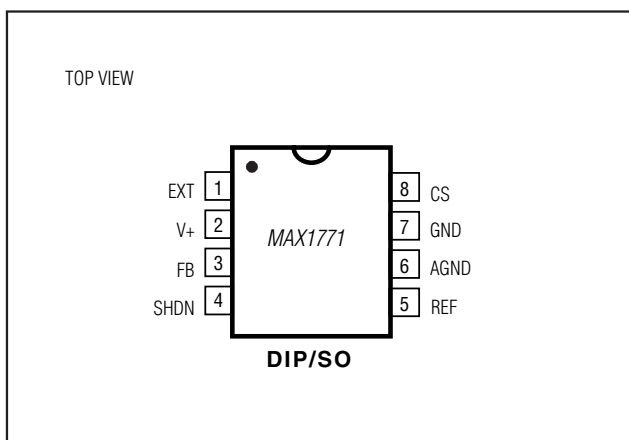 TOP VIEW
EXT 1
8 CS
V+ 2
7 GND
MAX1771
FB 3
6 AGND
SHDN 4
5 REF
DIP/SO